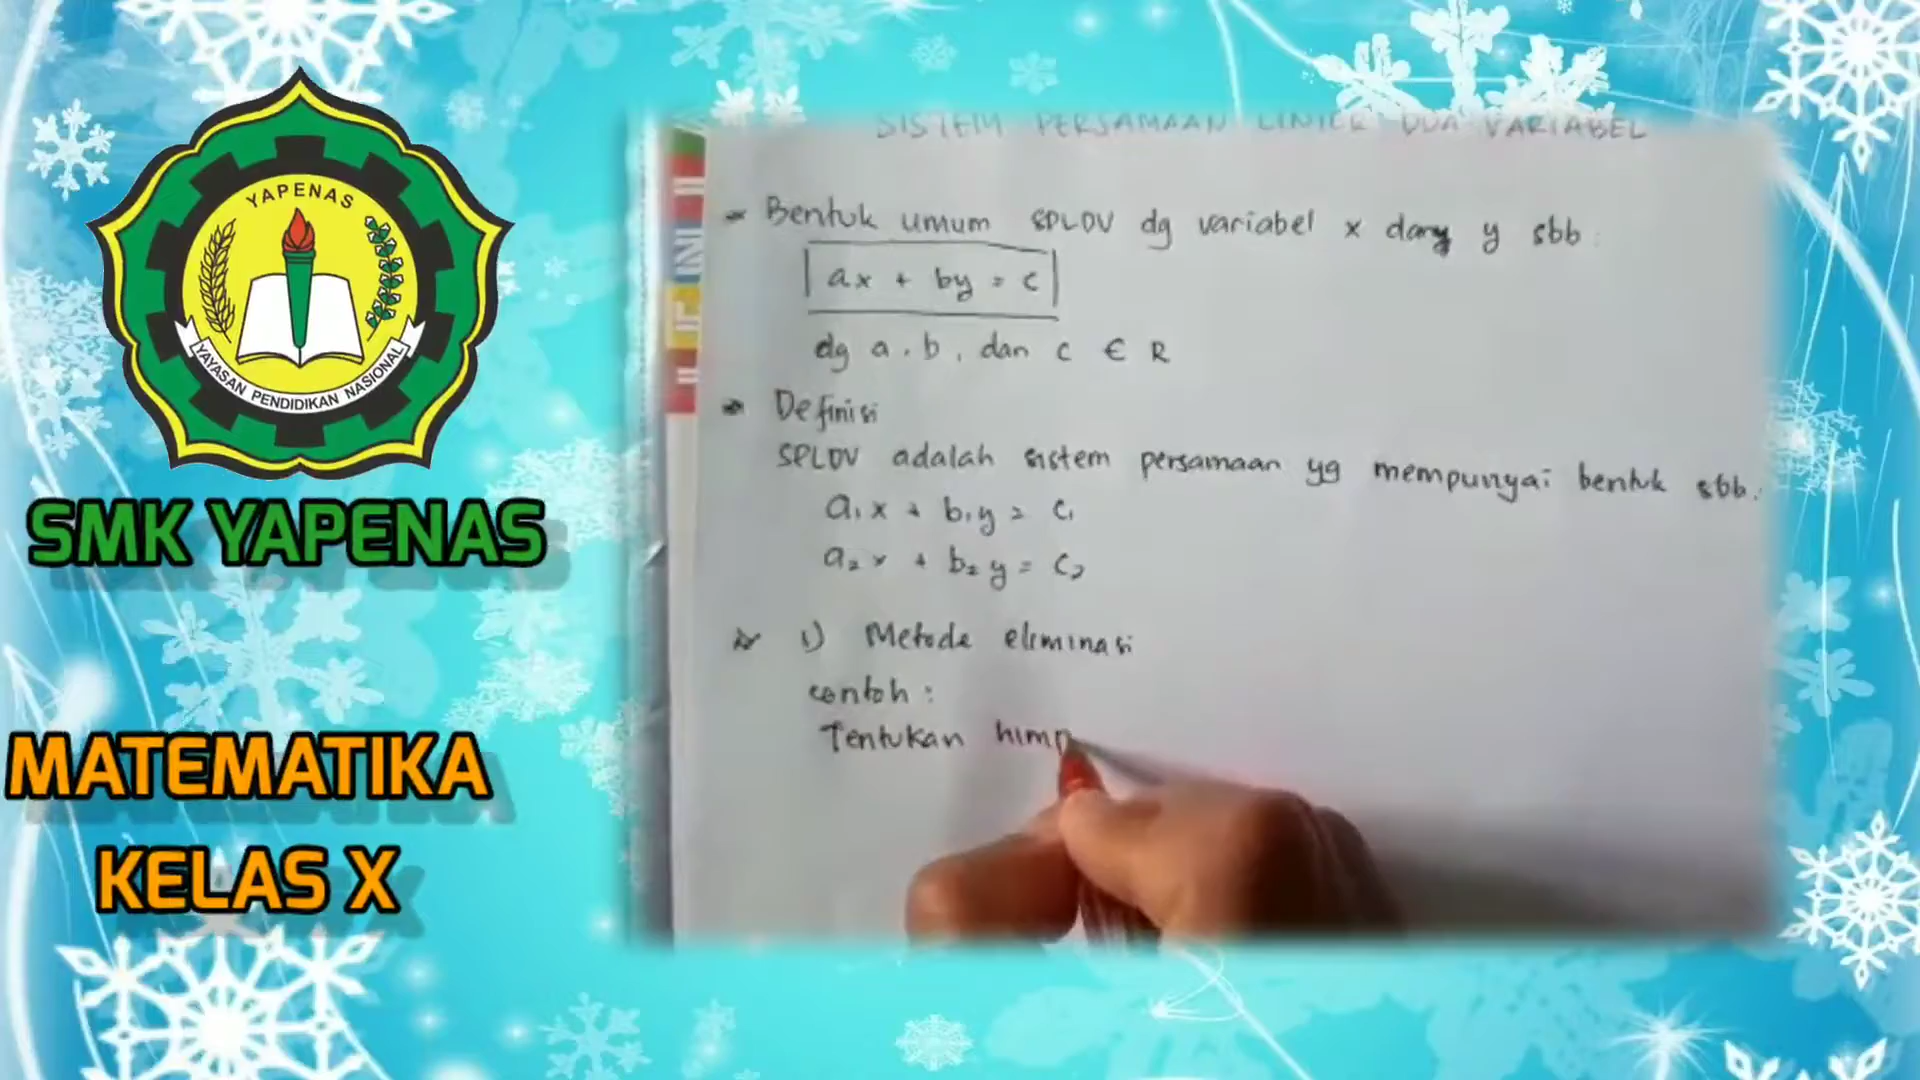 YAPENAS
YAYASAN PENDIDIKAN NASIONAL
SMK YAPENAS
MATEMATIKA
KELAS X
SISTEM PERSAMAAN LINIER DUA VARIABEL
Bentuk umum SPLDV dg variabel x dan y sbb :
ax + by = c
dg a, b, dan c € R
Definisi
SPLDV adalah sistem persamaan yg mempunyai bentuk sbb:
a₁x + b₁y = c₁
a₂x + b₂y = c₂
1) Metode eliminasi
contoh :
Tentukan himp